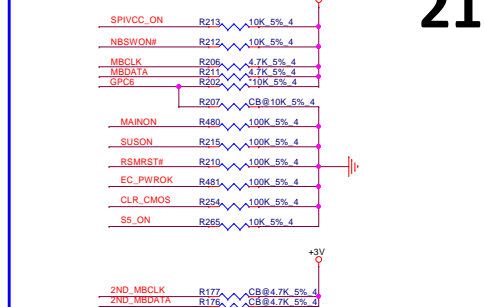 21
SPIVCC_ON R213 10K_5%_4
NBSWON# R212 10K_5%_4
MBCLK R206 4.7K_5%_4
MBDATA R211 4.7K_5%_4
GPC6 R202 *10K_5%_4
R207 CB@10K_5%_4
MAINON R480 100K_5%_4
SUSON R215 100K_5%_4
RSMRST# R210 100K_5%_4
EC_PWROK R481 100K_5%_4
CLR_CMOS R254 100K_5%_4
S5_ON R265 10K_5%_4
+3V
2ND_MBCLK R177 CB@4.7K_5%_4
2ND_MBDATA R176 CB@4.7K_5%_4